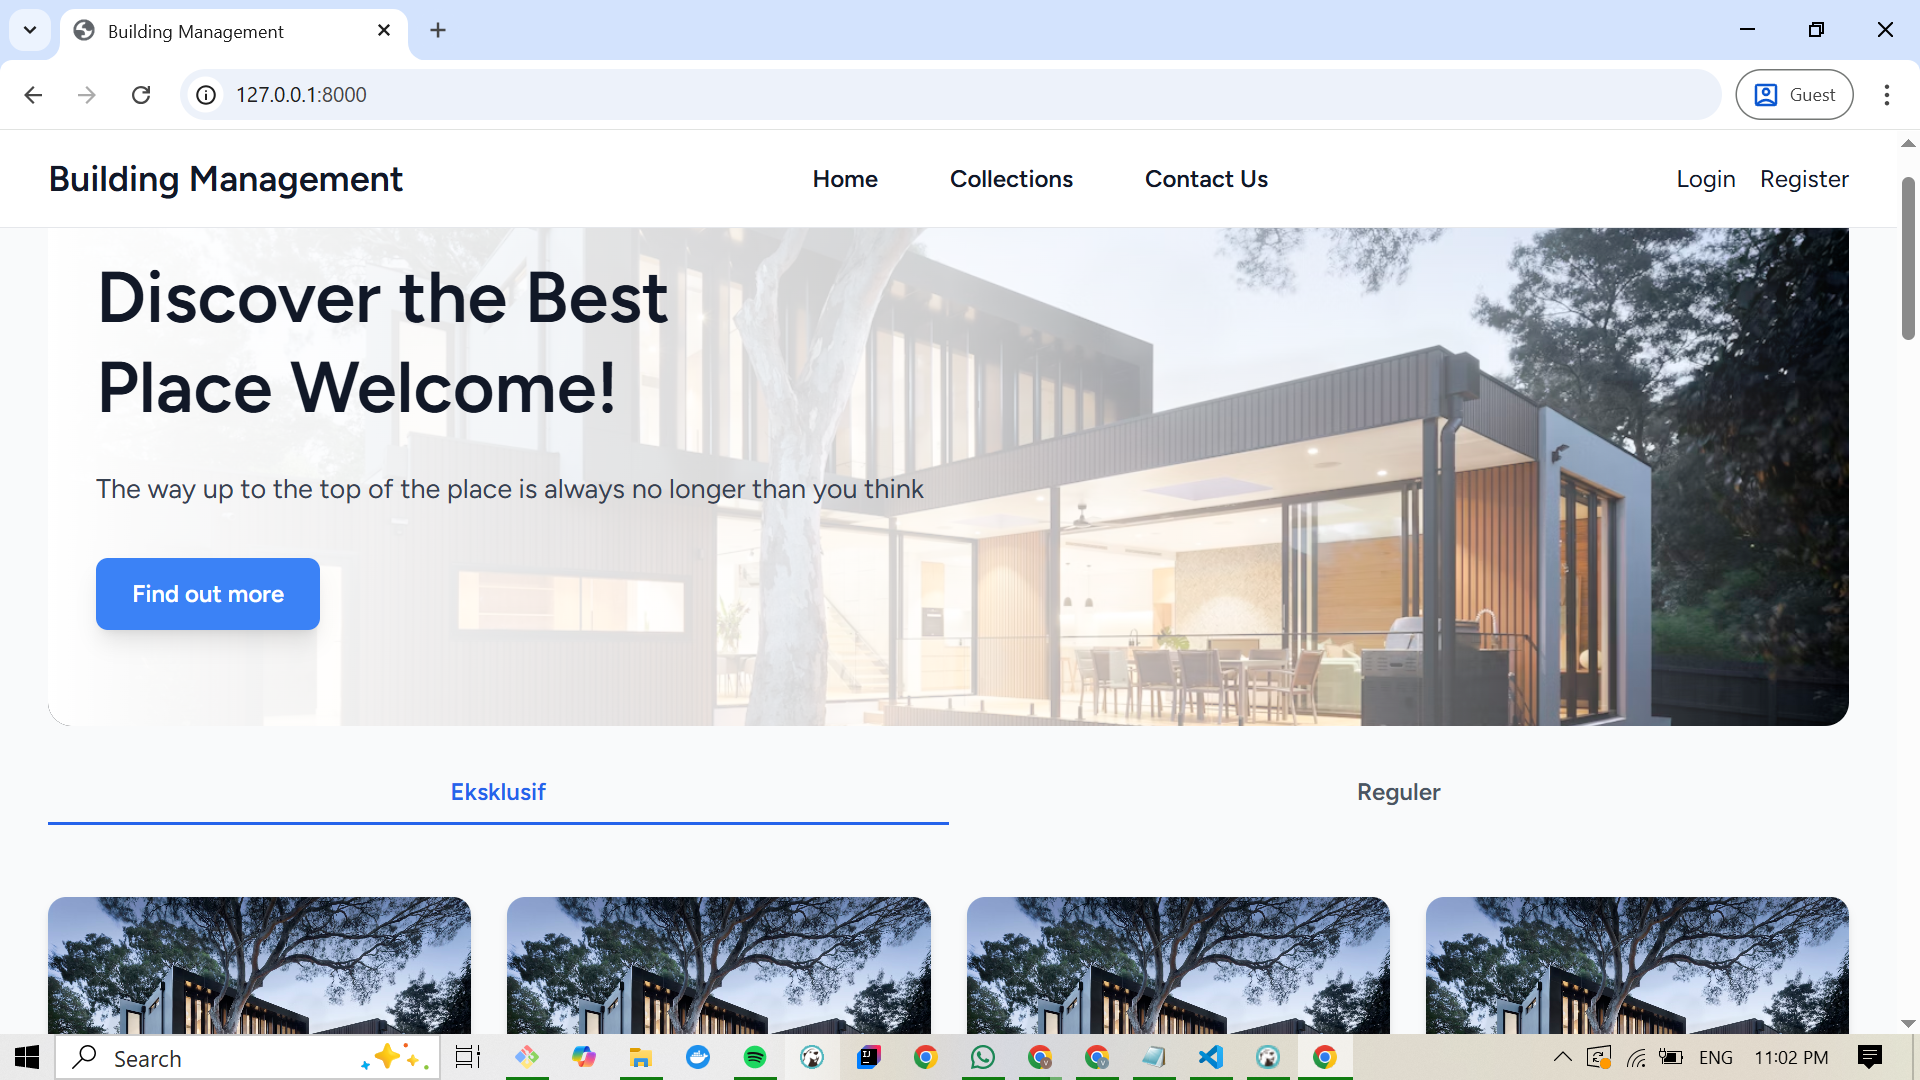 Building Management
127.0.0.1:8000
Guest
Building Management
Home
Collections
Contact Us
Login
Register
Discover the Best
Place Welcome!
The way up to the top of the place is always no longer than you think
Find out more
Eksklusif
Reguler
Search
ENG
11:02 PM